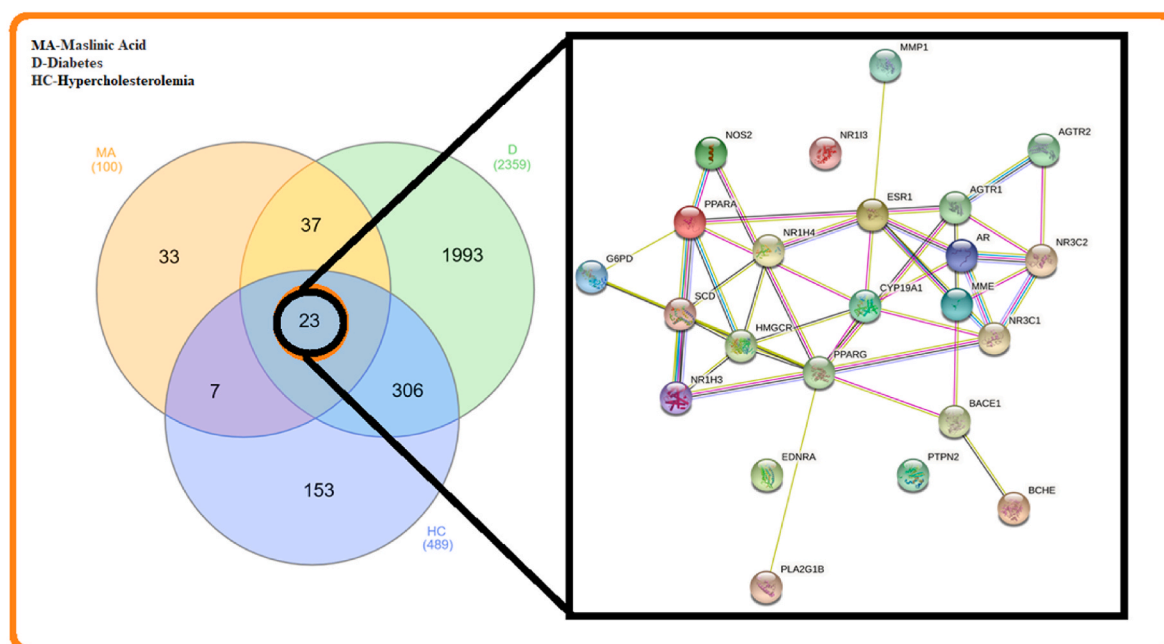 MA-Maslinic Acid
D-Diabetes
HC-Hypercholesterolemia
MA
(100)
D
(2359)
37
33
1993
23
7
306
153
HC
(489)
MMP1
NOS2
NR1I3
AGTR2
AGTR1
ESR1
PPARA
NR1H4
AR
NR3C2
G6PD
SCD
CYP19A1
MME
HMGCR
NR3C1
PPARG
NR1H3
BACE1
EDNRA
PTPN2
BCHE
PLA2G1B